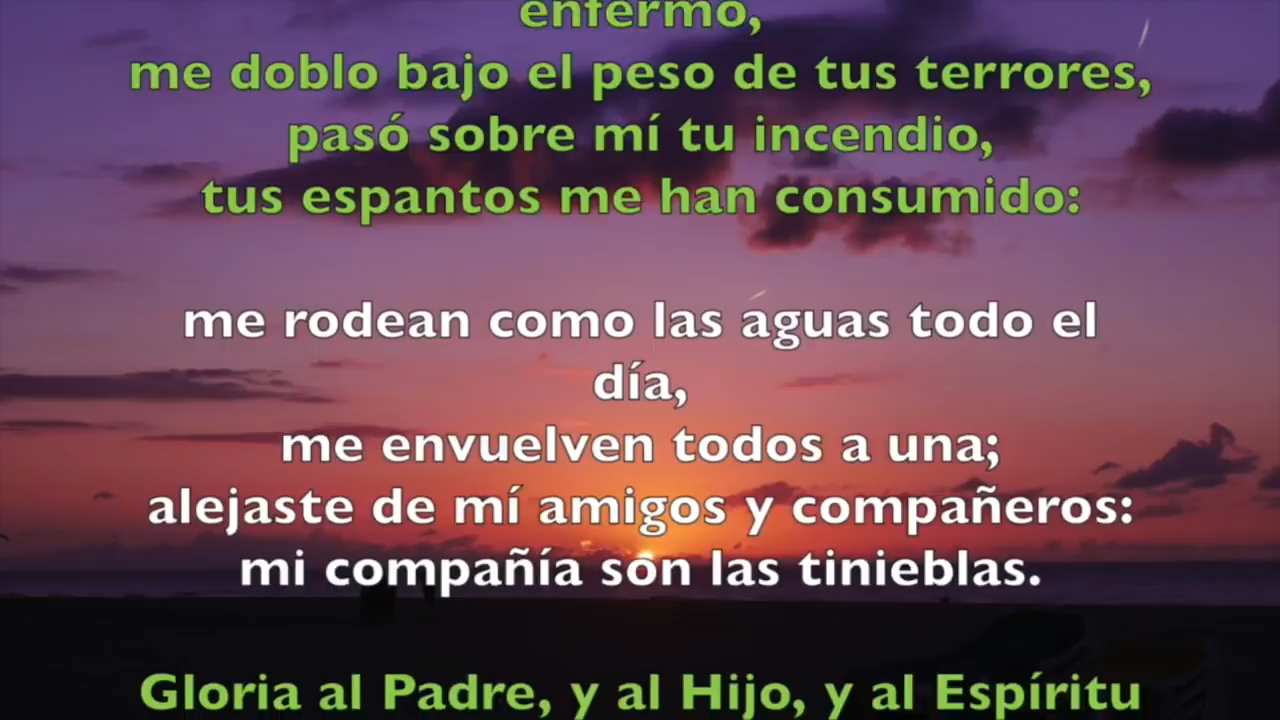 enfermo,
me doblo bajo el peso de tus terrores,
pasó sobre mí tu incendio,
tus espantos me han consumido:
me rodean como las aguas todo el
día,
me envuelven todos a una;
alejaste de mí amigos y compañeros:
mi compañía son las tinieblas.
Gloria al Padre, y al Hijo, y al Espíritu